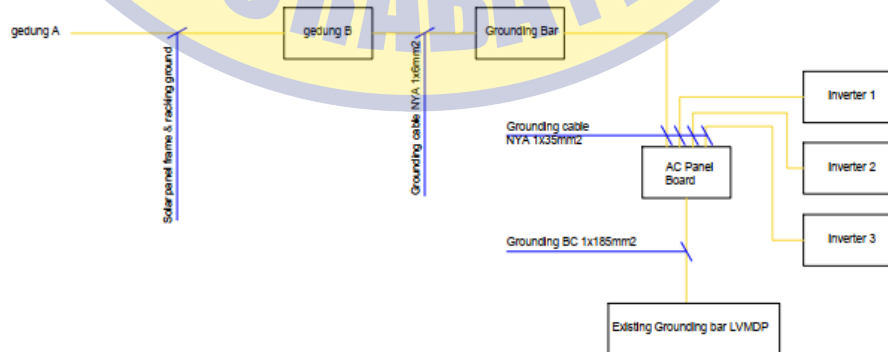 gedung A
gedung B
Grounding Bar
Solar panel frame & racking ground
Grounding cable NYA 1x6mm2
Grounding cable
NYA 1x35mm2
AC Panel
Board
Inverter 1
Inverter 2
Inverter 3
Grounding BC 1x185mm2
Existing Grounding bar LVMDP